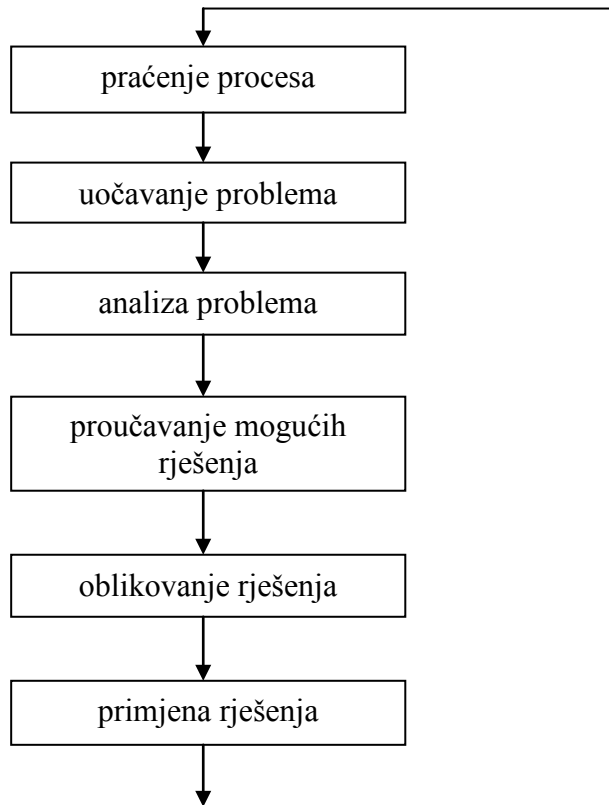 praćenje procesa
uočavanje problema
analiza problema
proučavanje mogućih
rješenja
oblikovanje rješenja
primjena rješenja